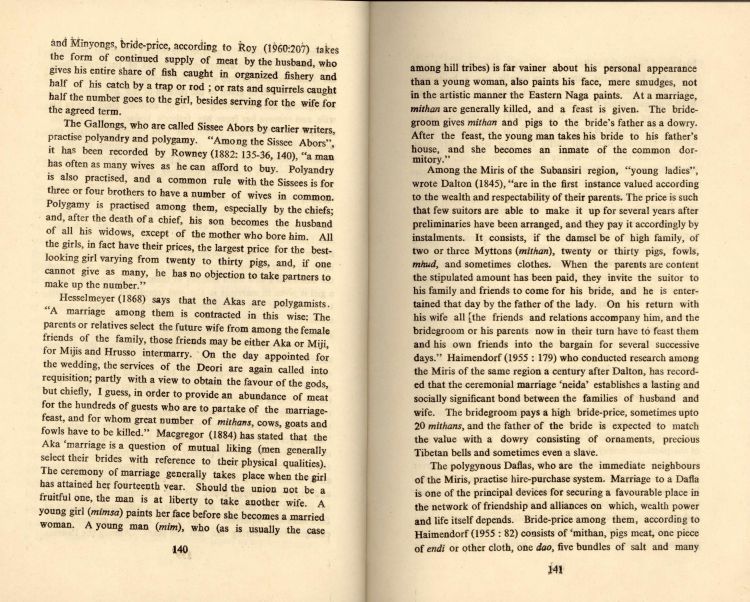 and Minyongs, bride-price, according to Roy (1960:207) takes
the form of continued supply of meat by the husband, who
gives his entire share of fish caught in organized fishery and
half of his catch by a trap or rod ; or rats and squirrels caught
half the number goes to the girl, besides serving for the wife for
the agreed term.
The Gallongs, who are called Sissee Abors by earlier writers,
practise polyandry and polygamy. "Among the Sissee Abors",
it has been recorded by Rowney (1882: 135-36, 140), "a man
has often as many wives as he can afford to buy. Polyandry
is also practised, and a common rule with the Sissees is for
three or four brothers to have a number of wives in common.
Polygamy is practised among them, especially by the chiefs;
and, after the death of a chief, his son becomes the husband
of all his widows, except of the mother who bore him. All
the girls, in fact have their prices, the largest price for the best-
looking girl varying from twenty to thirty pigs, and, if one
cannot give as many, he has no objection to take partners to
make up the number."
Hesselmeyer (1868) says that the Akas are polygamists.
"A marriage among them is contracted in this wise: The
parents or relatives select the future wife from among the female
friends of the family, those friends may be either Aka or Miji,
for Mijis and Hrusso intermarry. On the day appointed for
the wedding, the services of the Deori are again called into
requisition; partly with a view to obtain the favour of the gods,
but chiefly, I guess, in order to provide an abundance of meat
for the hundreds of guests who are to partake of the marriage-
feast, and for whom great number of mithans, cows, goats and
fowls have to be killed." Macgregor (1884) has stated that the
Aka 'marriage is a question of mutual liking (men generally
select their brides with reference to their physical qualities).
The ceremony of marriage generally takes place when the girl
has attained her fourteenth year. Should the union not be a
fruitful one, the man is at liberty to take another wife. A
young girl (mimsa) paints her face before she becomes a married
woman. A young man (mim), who (as is usually the case
140
among hill tribes) is far vainer about his personal appearance
than a young woman, also paints his face, mere smudges, not
in the artistic manner the Eastern Naga paints. At a marriage,
mithan are generally killed, and a feast is given. The bride-
groom gives mithan and pigs to the bride's father as a dowry.
After the feast, the young man takes his bride to his father's
house, and she becomes an inmate of the common dor-
mitory."
Among the Miris of the Subansiri region, "young ladies",
wrote Dalton (1845), "are in the first instance valued according
to the wealth and respectability of their parents. The price is such
that few suitors are able to make it up for several years after
preliminaries have been arranged, and they pay it accordingly by
instalments. It consists, if the damsel be of high family, of
two or three Myttons (mithan), twenty or thirty pigs, fowls,
mhud, and sometimes clothes. When the parents are content
the stipulated amount has been paid, they invite the suitor to
his family and friends to come for his bride, and he is enter-
tained that day by the father of the lady. On his return with
his wife all [the friends and relations accompany him, and the
bridegroom or his parents now in their turn have to feast them
and his own friends into the bargain for several successive
days." Haimendorf (1955 : 179) who conducted research among
the Miris of the same region a century after Dalton, has record-
ed that the ceremonial marriage 'neida' establishes a lasting and
socially significant bond between the families of husband and
wife. The bridegroom pays a high bride-price, sometimes upto
20 mithans, and the father of the bride is expected to match
the value with a dowry consisting of ornaments, precious
Tibetan bells and sometimes even a slave.
The polygynous Daflas, who are the immediate neighbours
of the Miris, practise hire-purchase system. Marriage to a Dafla
is one of the principal devices for securing a favourable place in
the network of friendship and alliances on which, wealth power
and life itself depends. Bride-price among them, according to
Haimendorf (1955 : 82) consists of 'mithan, pigs meat, one piece
of endi or other cloth, one dao, five bundles of salt and many
141